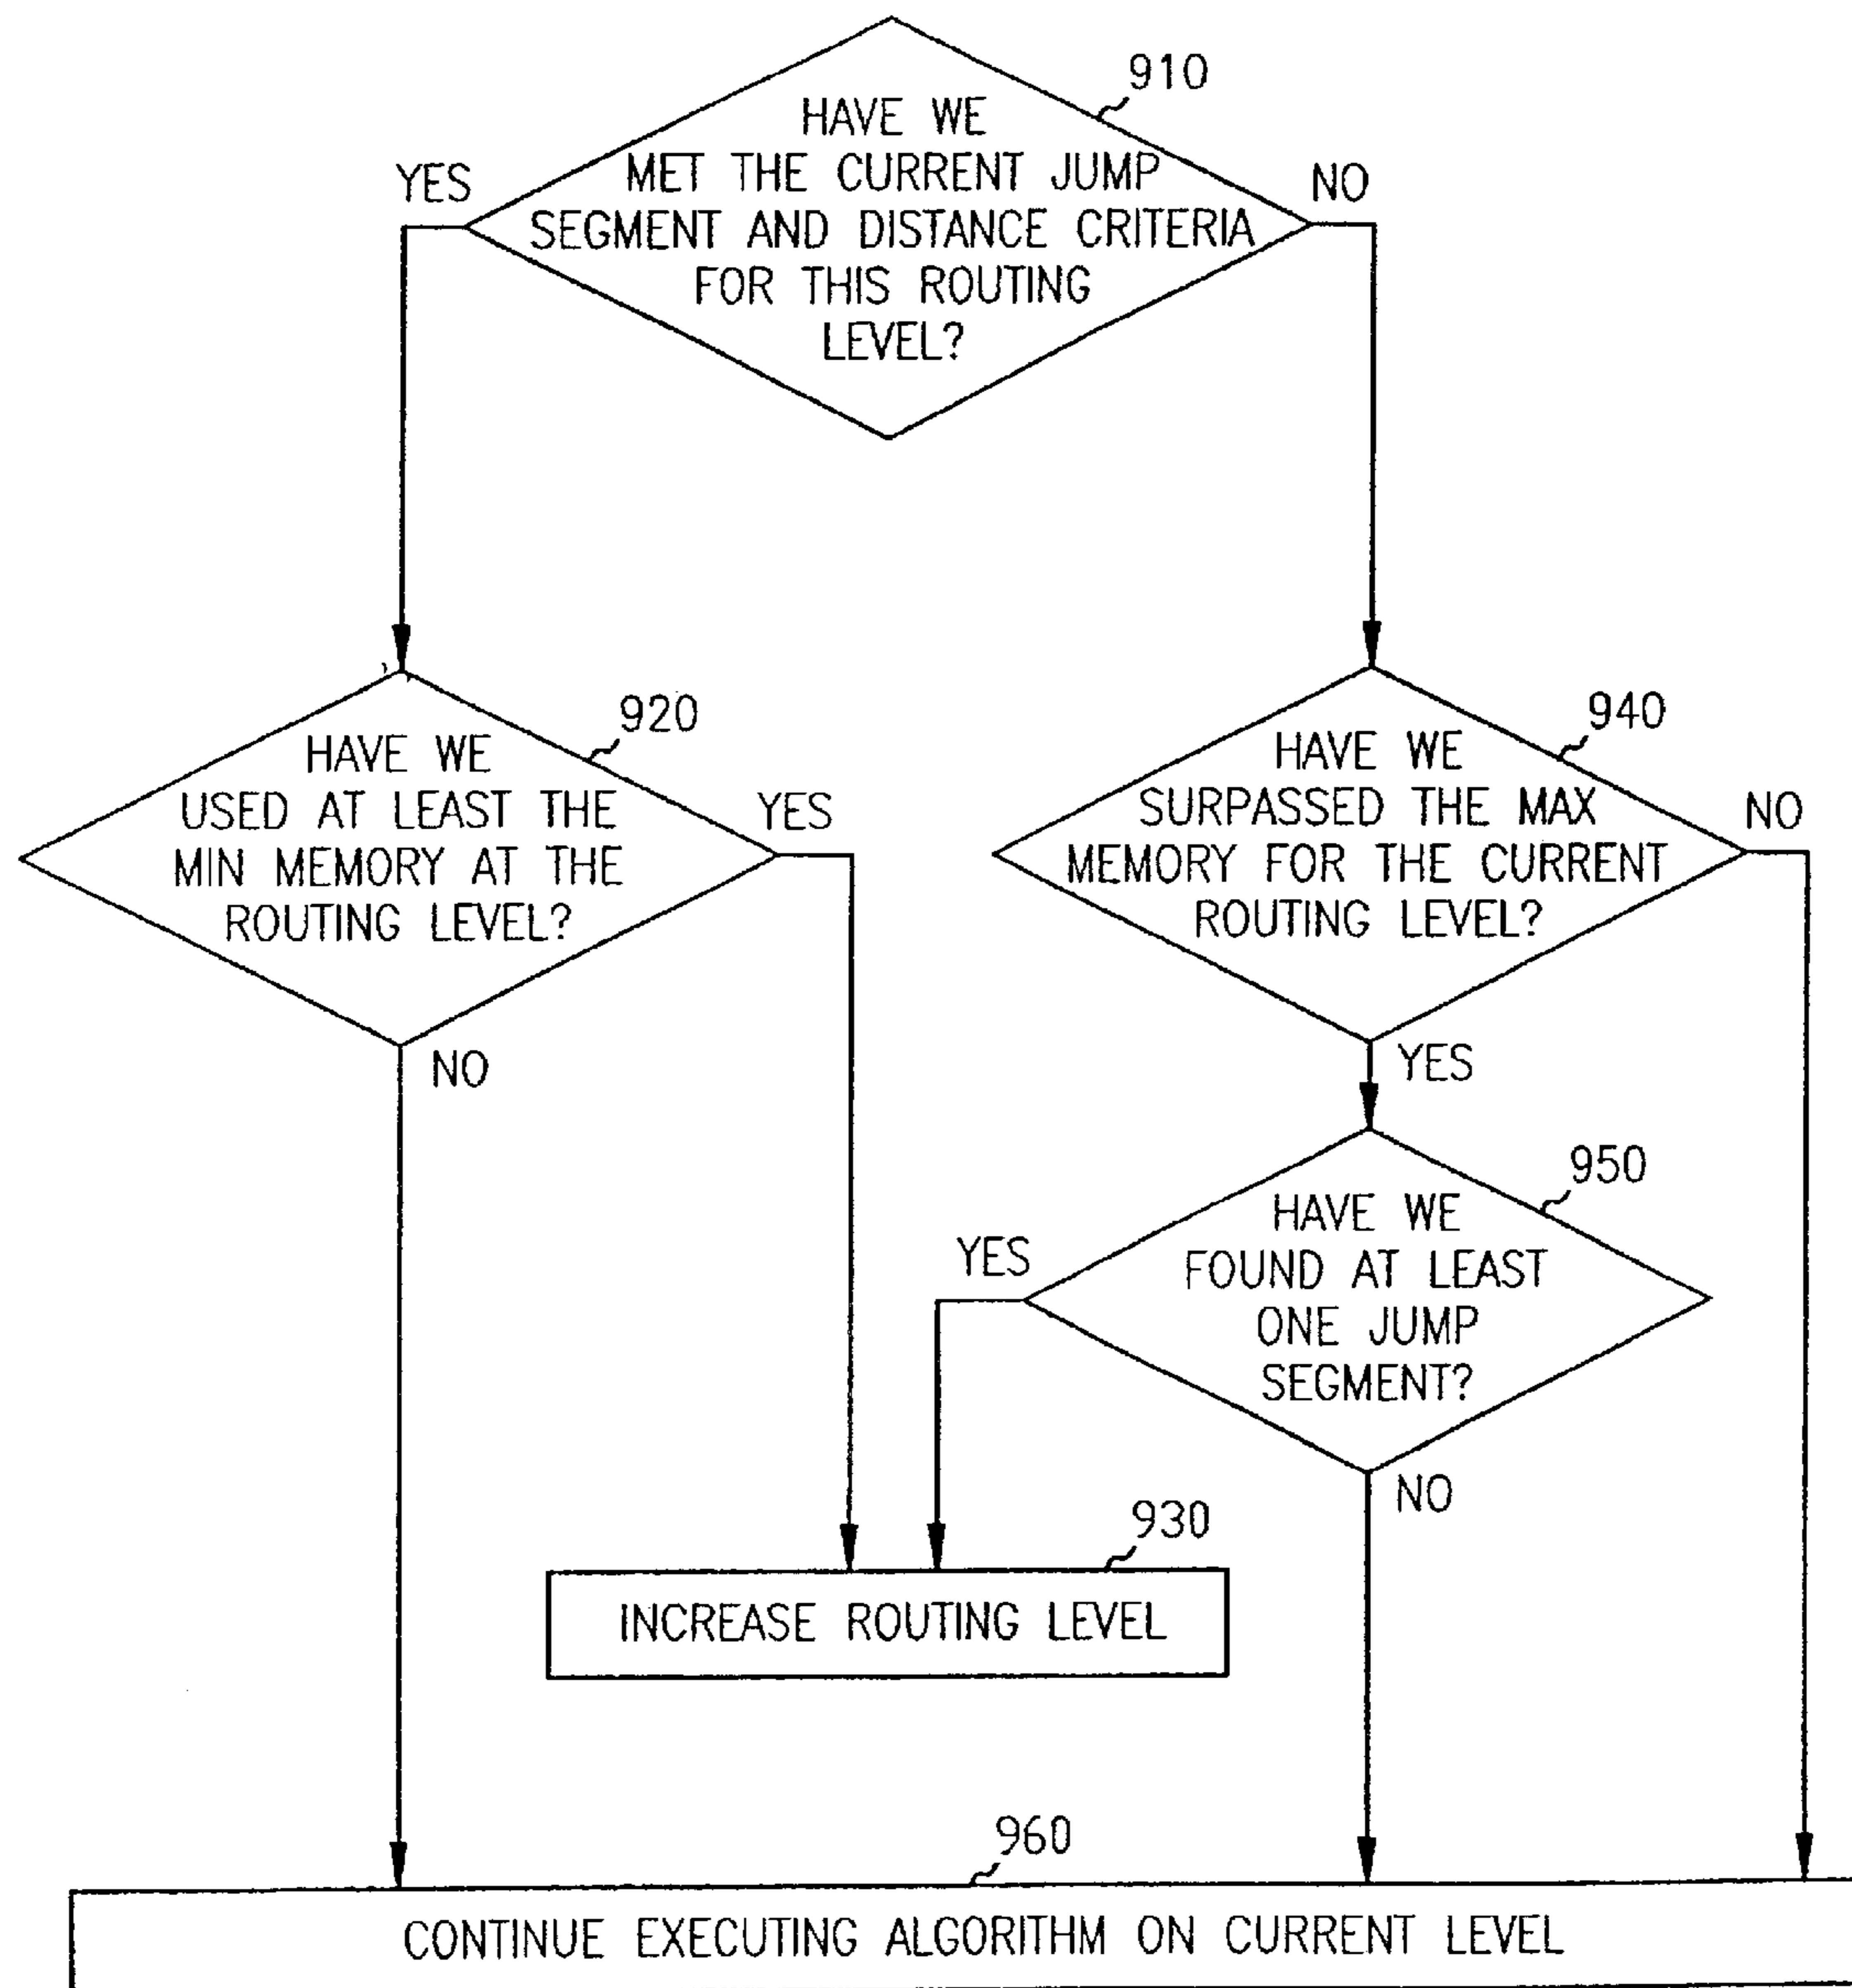 910
HAVE WE
MET THE CURRENT JUMP
SEGMENT AND DISTANCE CRITERIA
FOR THIS ROUTING
LEVEL?
YES
NO
920
HAVE WE
USED AT LEAST THE
MIN MEMORY AT THE
ROUTING LEVEL?
YES
NO
940
HAVE WE
SURPASSED THE MAX
MEMORY FOR THE CURRENT
ROUTING LEVEL?
NO
YES
950
HAVE WE
FOUND AT LEAST
ONE JUMP
SEGMENT?
YES
NO
930
INCREASE ROUTING LEVEL
960
CONTINUE EXECUTING ALGORITHM ON CURRENT LEVEL